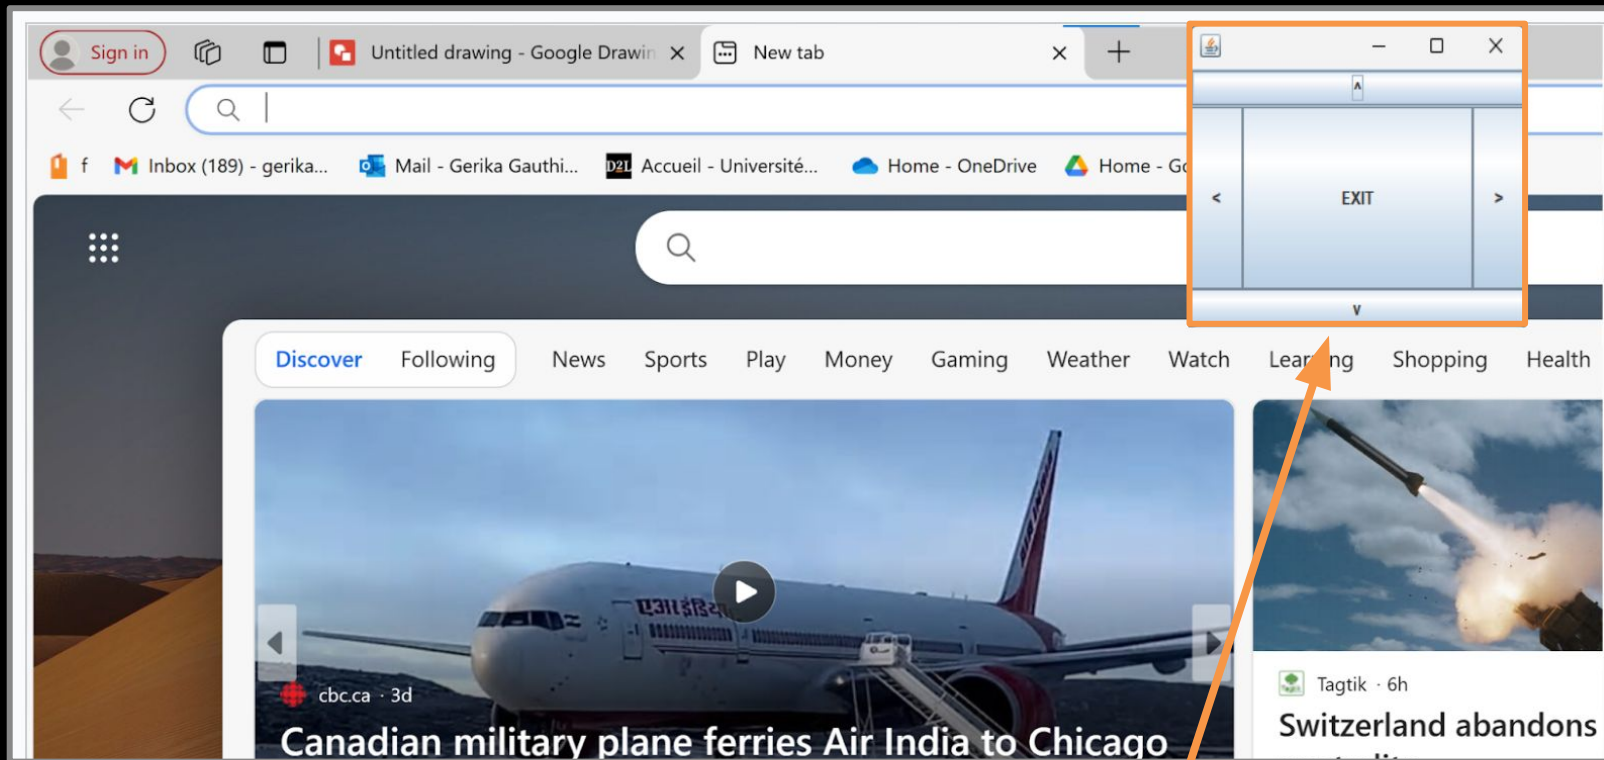 Sign in
Untitled drawing - Google Drawin
New tab
f
Inbox (189) - gerika...
Mail - Gerika Gauthi...
D2L Accueil - Université...
Home - OneDrive
Home - Go
^
<
EXIT
>
v
Discover
Following
News
Sports
Play
Money
Gaming
Weather
Watch
Learning
Shopping
Health
cbc.ca · 3d
Canadian military plane ferries Air India to Chicago
Tagtik · 6h
Switzerland abandons